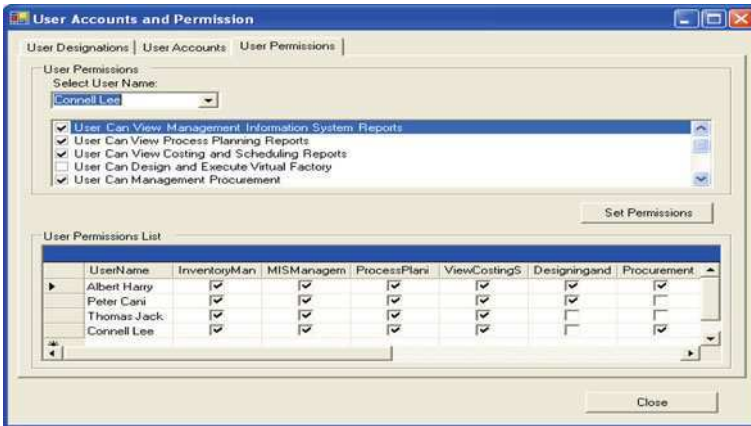 User Accounts and Permission
User Designations User Accounts User Permissions
User Permissions
Select User Name:
Connell Lee
User Can View Management Information System Reports
User Can View Process Planning Reports
User Can View Costing and Scheduling Reports
User Can Design and Execute Virtual Factory
User Can Management Procurement
Set Permissions
User Permissions List
UserName InventoryMan MISManagem ProcessPlani ViewCostingS Designingand Procurement
Albert Harry
Peter Cani
Thomas Jack
Connell Lee
Close